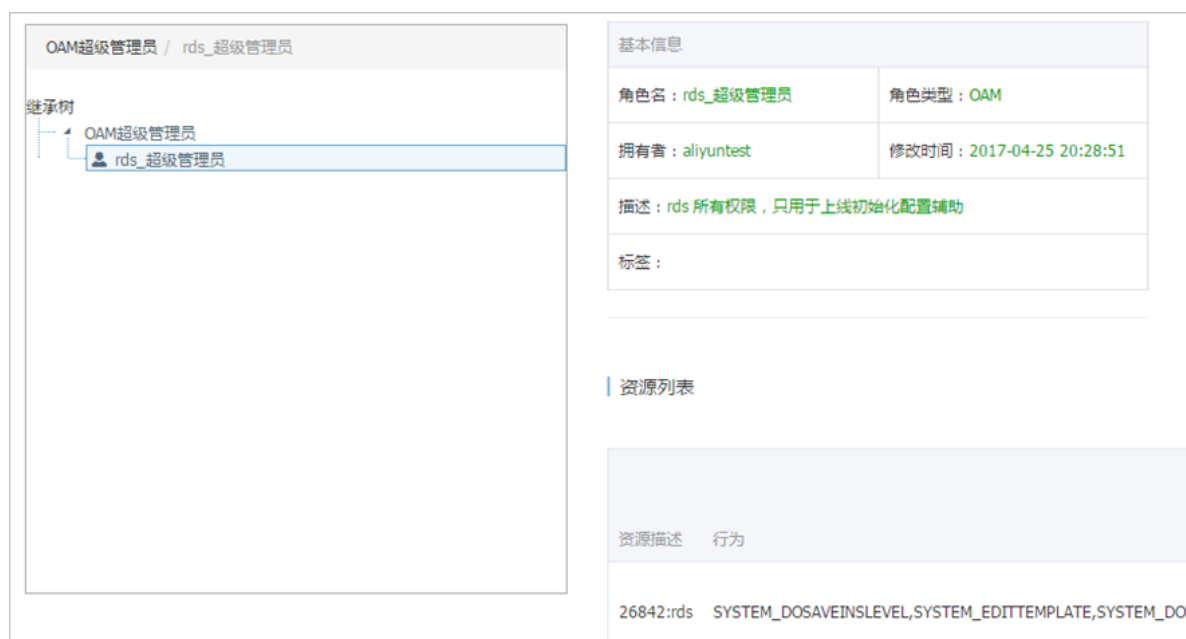 OAM超级管理员 / rds_超级管理员
继承树
OAM超级管理员
rds_超级管理员
基本信息
角色名：rds_超级管理员 角色类型：OAM
拥有者：aliyuntest 修改时间：2017-04-25 20:28:51
描述：rds 所有权限，只用于上线初始化配置辅助
标签：
资源列表
资源描述 行为
26842:rds SYSTEM_DOSAVEINSLEVEL,SYSTEM_EDITTEMPLATE,SYSTEM_DO